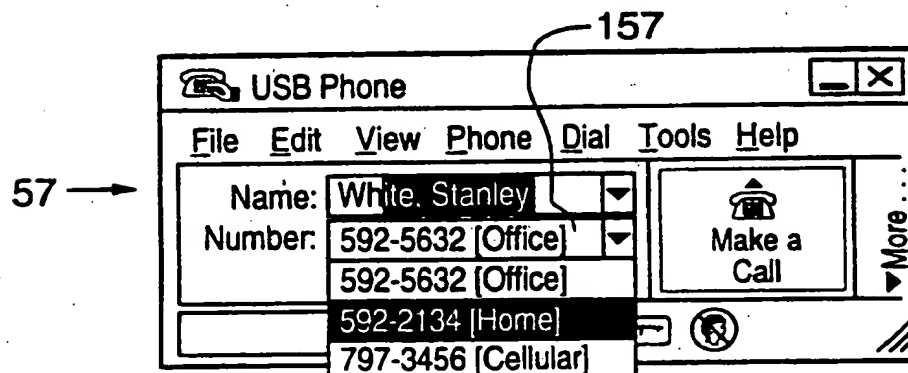 157
USB Phone
File Edit View Phone Dial Tools Help
57
Name: White, Stanley
Number: 592-5632 [Office]
592-5632 [Office]
592-2134 [Home]
797-3456 [Cellular]
Make a
Call
More...